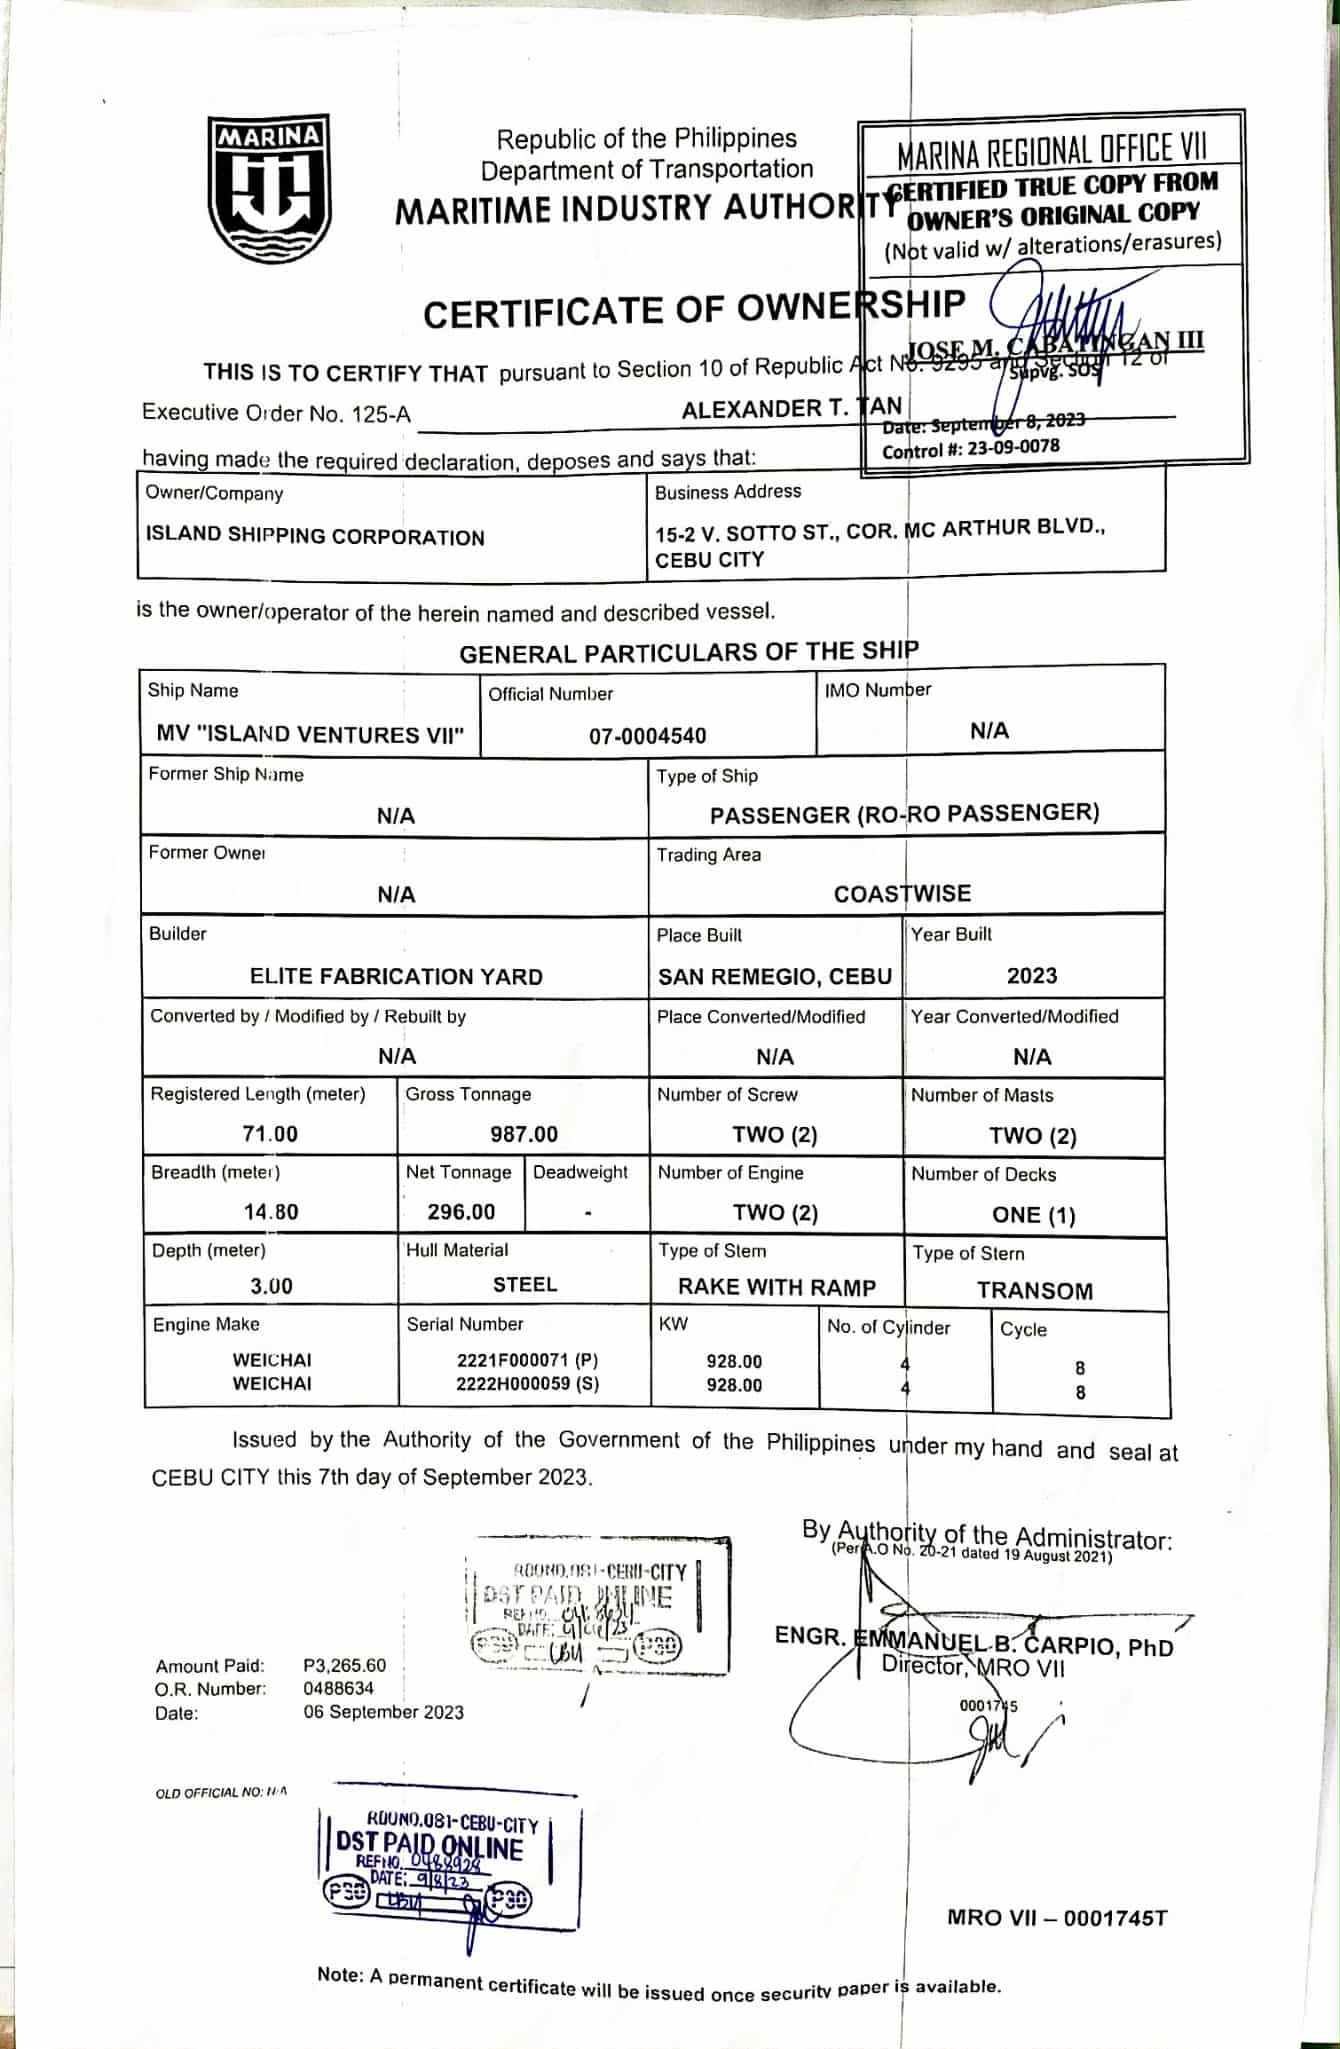 MARINA
Republic of the Philippines
Department of Transportation
MARITIME INDUSTRY AUTHORITY
MARINA REGIONAL OFFICE VII
CERTIFIED TRUE COPY FROM
OWNER'S ORIGINAL COPY
(Not valid w/ alterations/erasures)
JOSE M. CABATINGAN III
Supvg. SDS
Date: September 8, 2023
Control #: 23-09-0078
CERTIFICATE OF OWNERSHIP
THIS IS TO CERTIFY THAT pursuant to Section 10 of Republic Act No. 9295 and Section 12 of
Executive Order No. 125-A ALEXANDER T. TAN
having made the required declaration, deposes and says that:
Owner/Company Business Address
ISLAND SHIPPING CORPORATION 15-2 V. SOTTO ST., COR. MC ARTHUR BLVD.,
CEBU CITY
is the owner/operator of the herein named and described vessel.
GENERAL PARTICULARS OF THE SHIP
Ship Name Official Number IMO Number
MV "ISLAND VENTURES VII" 07-0004540 N/A
Former Ship Name Type of Ship
N/A PASSENGER (RO-RO PASSENGER)
Former Owner Trading Area
N/A COASTWISE
Builder Place Built Year Built
ELITE FABRICATION YARD SAN REMEGIO, CEBU 2023
Converted by / Modified by / Rebuilt by Place Converted/Modified Year Converted/Modified
N/A N/A N/A
Registered Length (meter) Gross Tonnage Number of Screw Number of Masts
71.00 987.00 TWO (2) TWO (2)
Breadth (meter) Net Tonnage Deadweight Number of Engine Number of Decks
14.80 296.00 - TWO (2) ONE (1)
Depth (meter) Hull Material Type of Stem Type of Stern
3.00 STEEL RAKE WITH RAMP TRANSOM
Engine Make Serial Number KW No. of Cylinder Cycle
WEICHAI 2221F000071 (P) 928.00 4 8
WEICHAI 2222H000059 (S) 928.00 4 8
Issued by the Authority of the Government of the Philippines under my hand and seal at
CEBU CITY this 7th day of September 2023.
By Authority of the Administrator:
(Per A.O No. 20-21 dated 19 August 2021)
ENGR. EMMANUEL B. CARPIO, PhD
Director, MRO VII
0001745
ROUND.081-CEBU-CITY
DST PAID ONLINE
REFNO.
DATE:
CBU
Amount Paid: P3,265.60
O.R. Number: 0488634
Date: 06 September 2023
OLD OFFICIAL NO: N/A
ROUND.081-CEBU-CITY
DST PAID ONLINE
REFNO. 0488928
DATE: 9/8/23
P30 CBU P30
MRO VII – 0001745T
Note: A permanent certificate will be issued once security paper is available.